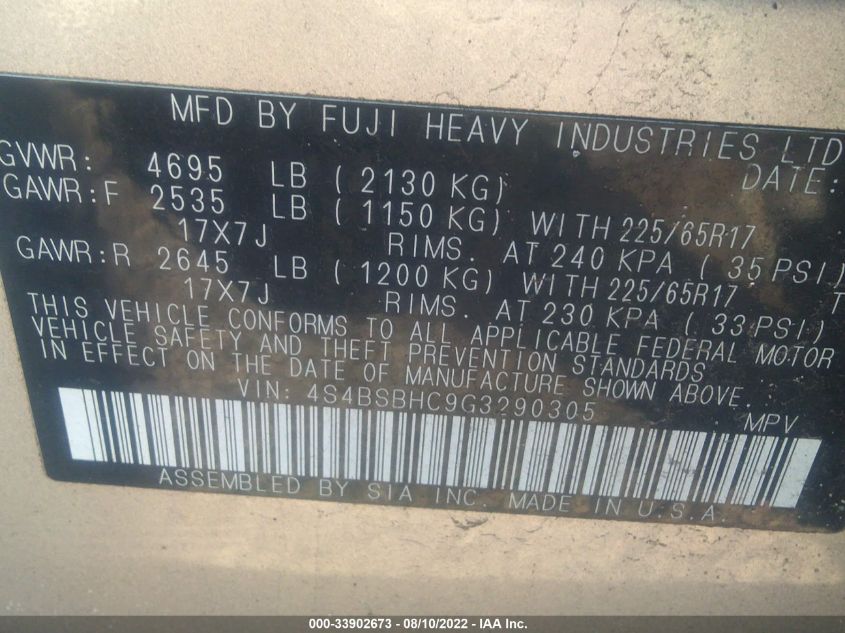 MFD BY FUJI HEAVY INDUSTRIES LTD
GVWR: 4695 LB ( 2130 KG) DATE:
GAWR:F 2535 LB ( 1150 KG) WITH 225/65R17
17X7J RIMS. AT 240 KPA ( 35 PSI)
GAWR:R 2645 LB ( 1200 KG) WITH 225/65R17 T
17X7J RIMS. AT 230 KPA ( 33 PSI)
THIS VEHICLE CONFORMS TO ALL APPLICABLE FEDERAL MOTOR
VEHICLE SAFETY AND THEFT PREVENTION STANDARDS
IN EFFECT ON THE DATE OF MANUFACTURE SHOWN ABOVE.
VIN: 4S4BSBHC9G3290305 MPV
ASSEMBLED BY SIA INC. MADE IN U.S.A.
000-33902673 - 08/10/2022 - IAA Inc.